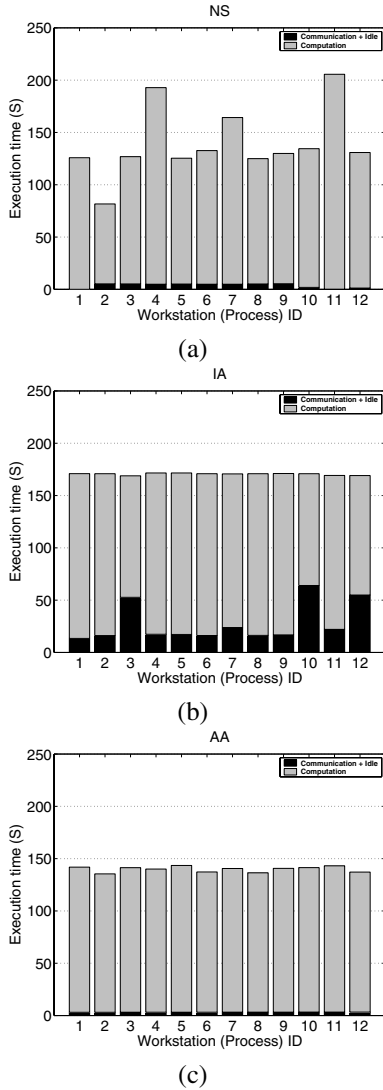 NS
250
200
150
100
50
0
Execution time (S)
Communication + Idle
Computation
1 2 3 4 5 6 7 8 9 10 11 12
Workstation (Process) ID
(a)
IA
250
200
150
100
50
0
Execution time (S)
Communication + Idle
Computation
1 2 3 4 5 6 7 8 9 10 11 12
Workstation (Process) ID
(b)
AA
250
200
150
100
50
0
Execution time (S)
Communication + Idle
Computation
1 2 3 4 5 6 7 8 9 10 11 12
Workstation (Process) ID
(c)